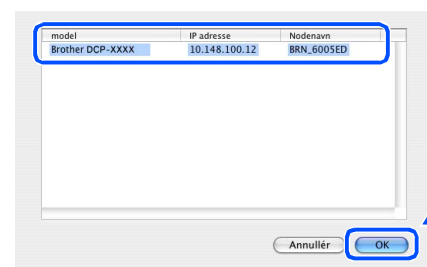 model IP adresse Nodenavn
Brother DCP-XXXX 10.148.100.12 BRN_6005ED
Annullér OK